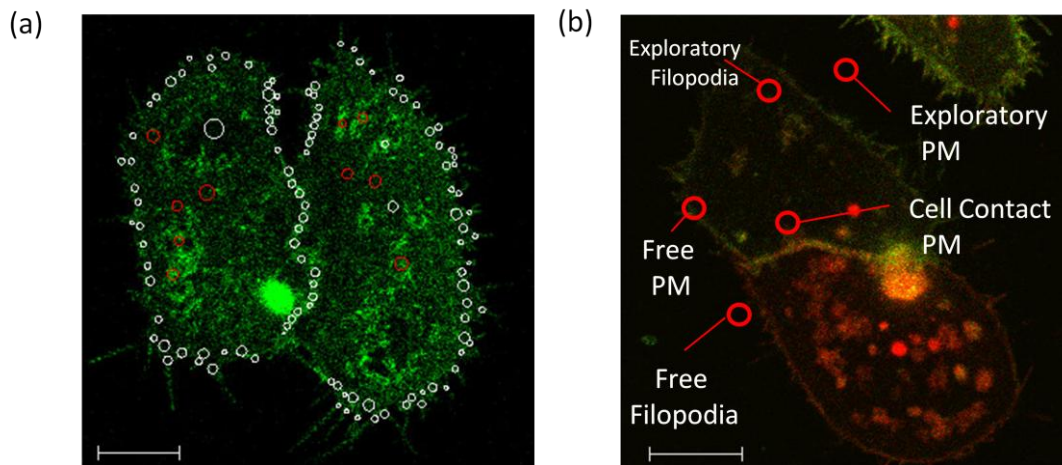 (a)
(b)
Exploratory
Filopodia
Exploratory
PM
Cell Contact
PM
Free
PM
Free
Filopodia